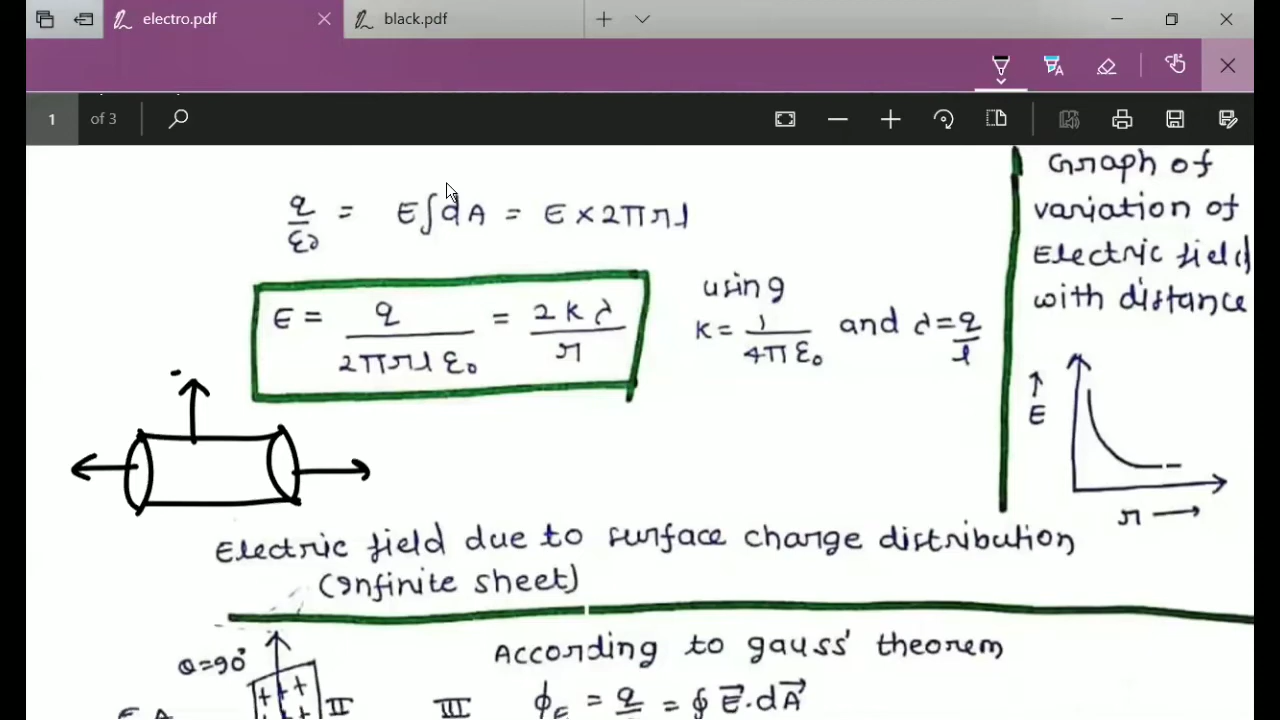 electro.pdf
black.pdf
1 of 3
q/ε0 = E∫dA = E × 2πrl
E = q/2πrlε0 = 2kλ/r
using
K = 1/4πε0 and λ = q/l
Graph of
variation of
Electric field
with distance
↑
E
r →
Electric field due to surface charge distribution
(Infinite sheet)
According to gauss' theorem
Q=90°
+ + +
+ +
II
III
ϕE = q = ∮ E⃗.dA⃗